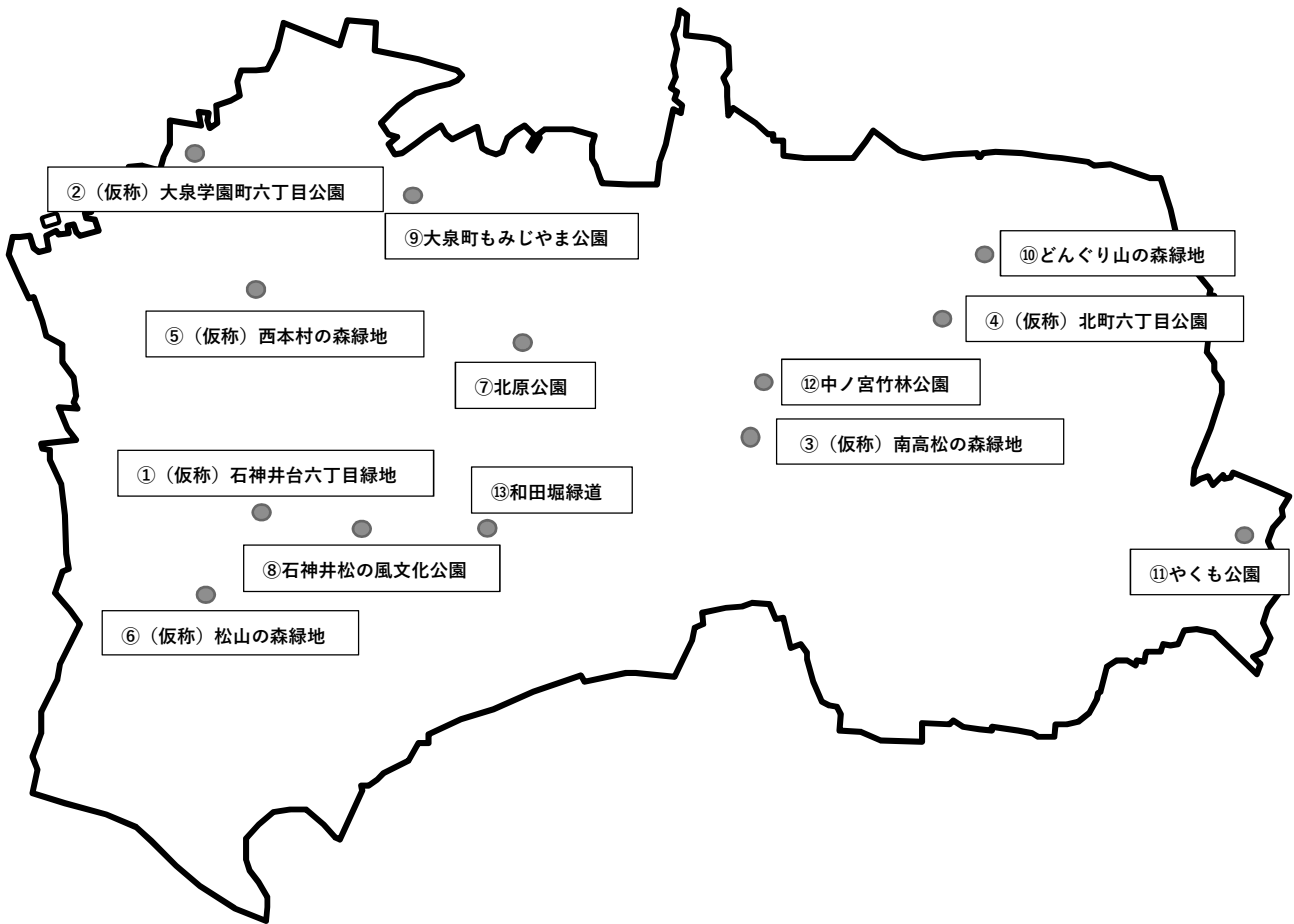 ②（仮称）大泉学園町六丁目公園
⑨大泉町もみじやま公園
⑩どんぐり山の森緑地
④（仮称）北町六丁目公園
⑤（仮称）西本村の森緑地
⑦北原公園
⑫中ノ宮竹林公園
③（仮称）南高松の森緑地
①（仮称）石神井台六丁目緑地
⑬和田堀緑道
⑧石神井松の風文化公園
⑪やくも公園
⑥（仮称）松山の森緑地